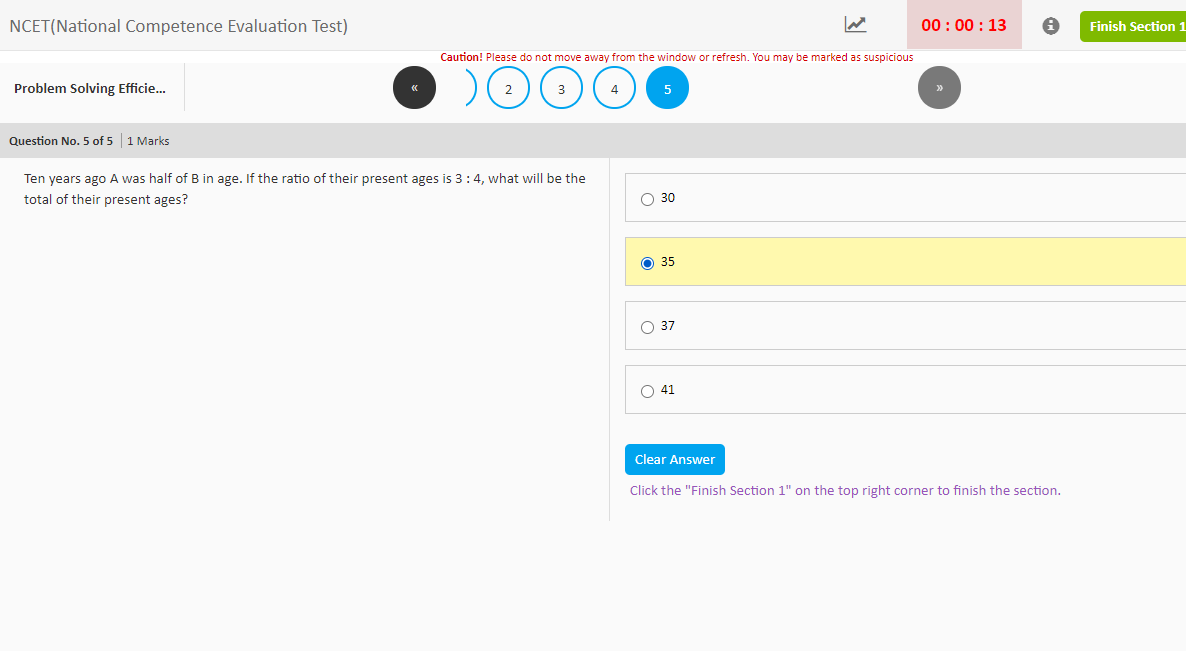 NCET(National Competence Evaluation Test)
00 : 00 : 13
Finish Section 1
Caution! Please do not move away from the window or refresh. You may be marked as suspicious
Problem Solving Efficie...
«
2
3
4
5
»
Question No. 5 of 5
1 Marks
Ten years ago A was half of B in age. If the ratio of their present ages is 3 : 4, what will be the
total of their present ages?
30
35
37
41
Clear Answer
Click the "Finish Section 1" on the top right corner to finish the section.